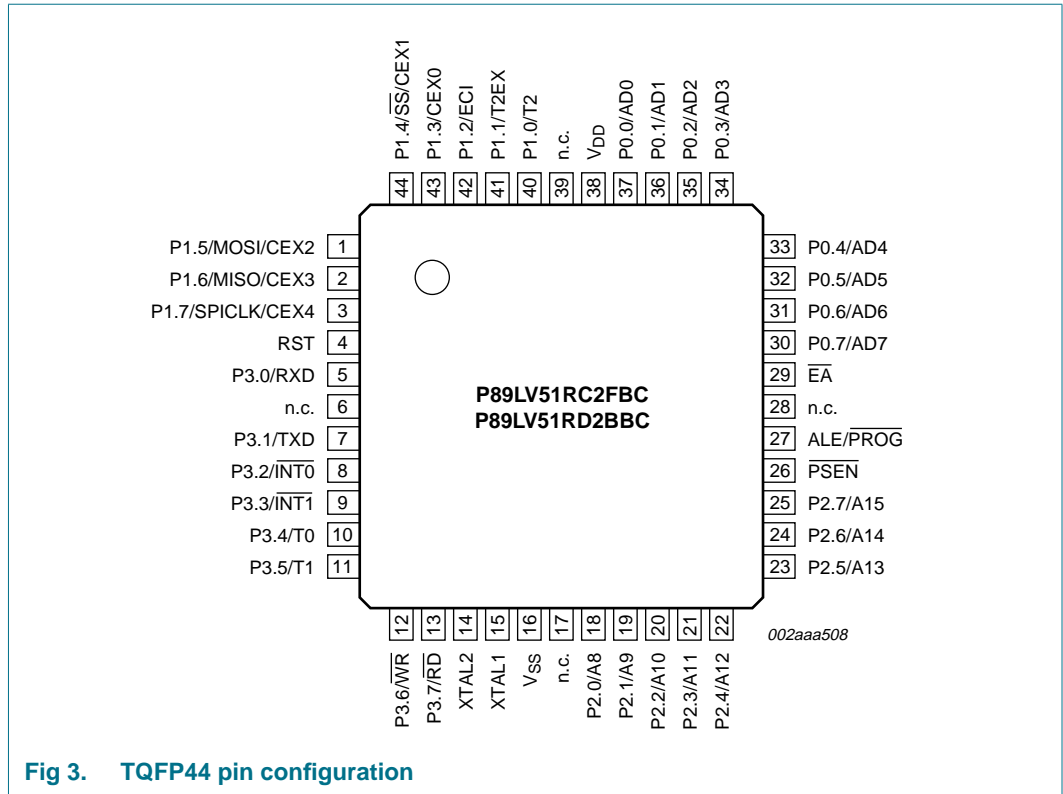 44 P1.4/S̅S̅/CEX1
43 P1.3/CEX0
42 P1.2/ECI
41 P1.1/T2EX
40 P1.0/T2
39 n.c.
38 VDD
37 P0.0/AD0
36 P0.1/AD1
35 P0.2/AD2
34 P0.3/AD3
P1.5/MOSI/CEX2 1
P1.6/MISO/CEX3 2
P1.7/SPICLK/CEX4 3
RST 4
P3.0/RXD 5
n.c. 6
P3.1/TXD 7
P3.2/I̅N̅T̅0̅ 8
P3.3/I̅N̅T̅1̅ 9
P3.4/T0 10
P3.5/T1 11
P89LV51RC2FBC
P89LV51RD2BBC
33 P0.4/AD4
32 P0.5/AD5
31 P0.6/AD6
30 P0.7/AD7
29 E̅A̅
28 n.c.
27 ALE/P̅R̅O̅G̅
26 P̅S̅E̅N̅
25 P2.7/A15
24 P2.6/A14
23 P2.5/A13
P3.6/W̅R̅ 12
P3.7/R̅D̅ 13
XTAL2 14
XTAL1 15
VSS 16
n.c. 17
P2.0/A8 18
P2.1/A9 19
P2.2/A10 20
P2.3/A11 21
P2.4/A12 22
002aaa508
Fig 3. TQFP44 pin configuration